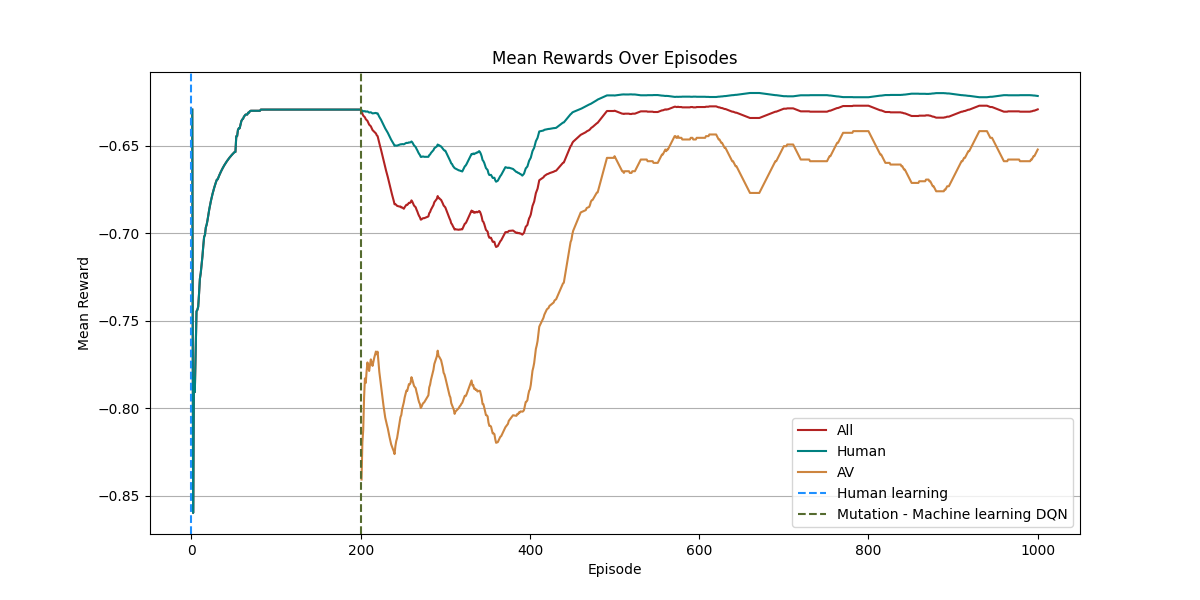 Mean Rewards Over Episodes
Mean Reward
−0.65
−0.70
−0.75
−0.80
−0.85
0
200
400
600
800
1000
Episode
All
Human
AV
Human learning
Mutation - Machine learning DQN